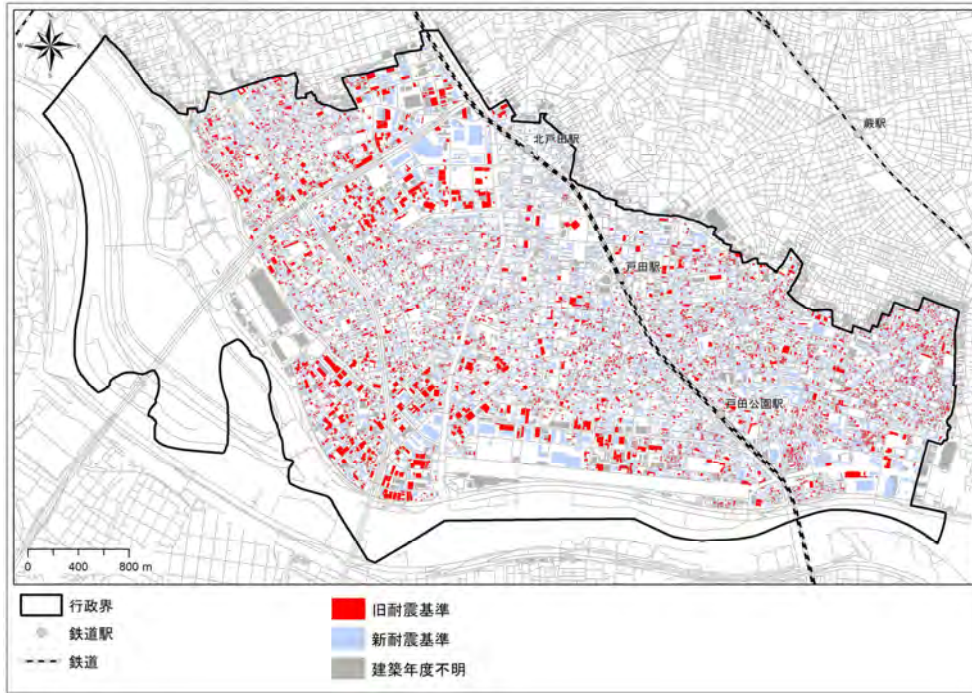 N
W
E
S
蕨駅
北戸田駅
戸田駅
戸田公園駅
0 400 800 m
行政界
鉄道駅
鉄道
旧耐震基準
新耐震基準
建築年度不明